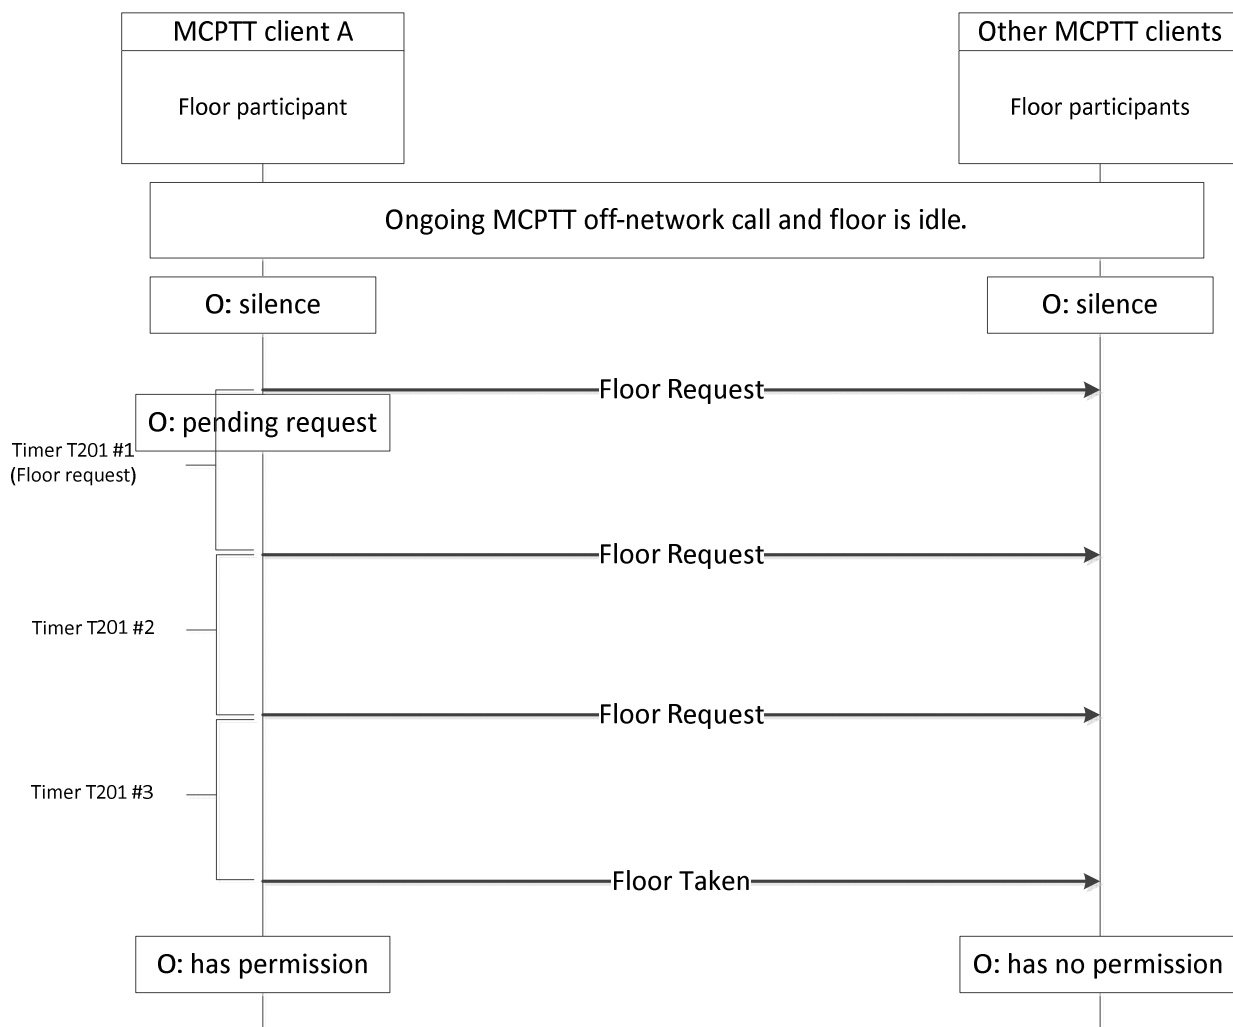 MCPTT client A
Other MCPTT clients
Floor participant
Floor participants
Ongoing MCPTT off-network call and floor is idle.
O: silence
O: silence
Floor Request
O: pending request
Timer T201 #1
(Floor request)
Floor Request
Timer T201 #2
Floor Request
Timer T201 #3
Floor Taken
O: has permission
O: has no permission